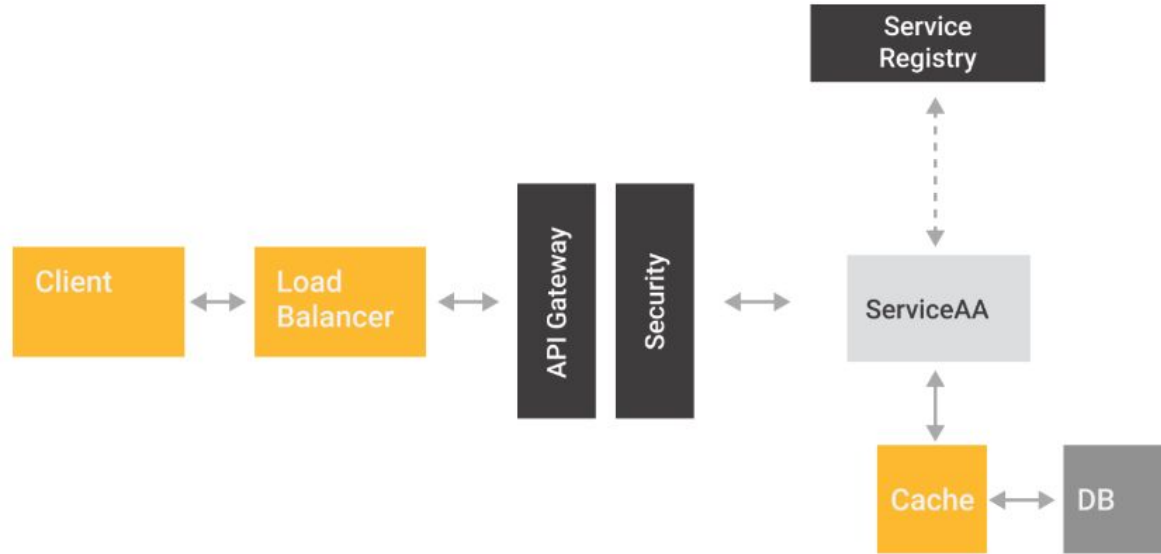 Service
Registry
Client
Load
Balancer
API Gateway
Security
ServiceAA
Cache
DB